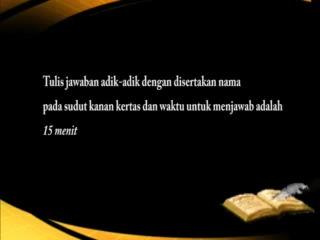 Tulis jawaban adik-adik dengan disertakan nama
pada sudut kanan kertas dan waktu untuk menjawab adalah
15 menit